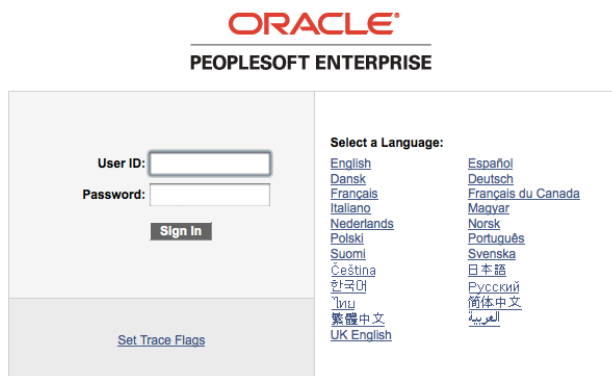 ORACLE®
PEOPLESOFT ENTERPRISE
User ID:
Password:
Sign In
Set Trace Flags
Select a Language:
English Español
Dansk Deutsch
Français Français du Canada
Italiano Magyar
Nederlands Norsk
Polski Português
Suomi Svenska
Čeština 日本語
한국어 Русский
ไทย 简体中文
繁體中文 العربية
UK English